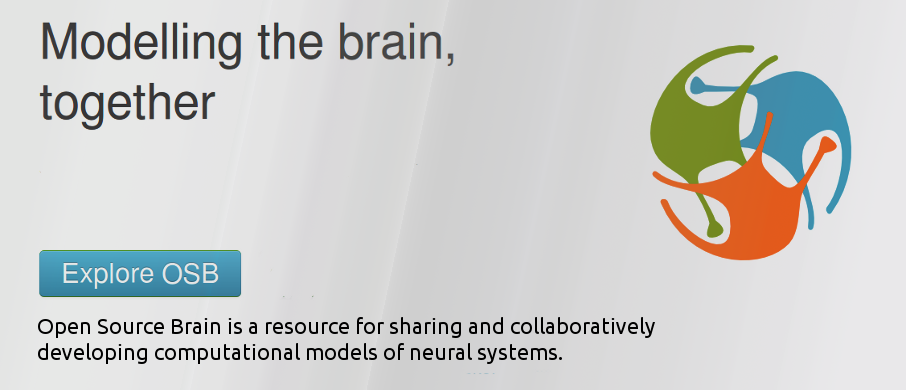 Modelling the brain,
together
Explore OSB
Open Source Brain is a resource for sharing and collaboratively
developing computational models of neural systems.